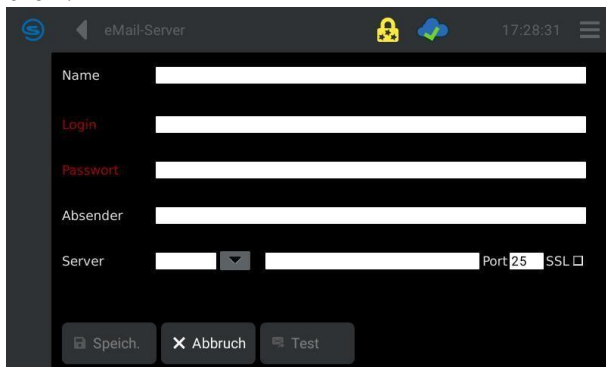 eMail-Server 17:28:31
Name
Login
Passwort
Absender
Server Port 25 SSL
Speich. Abbruch Test